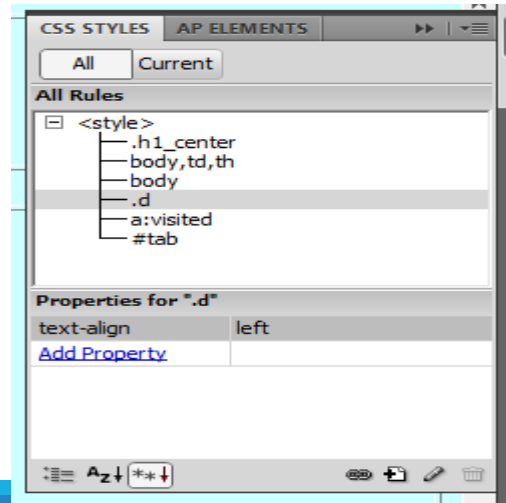 CSS STYLES AP ELEMENTS
All Current
All Rules
<style>
.h1_center
body,td,th
body
.d
a:visited
#tab
Properties for ".d"
text-align left
Add Property
AZ↓ **↓